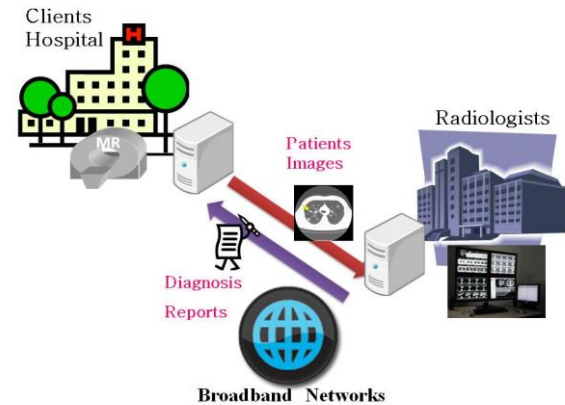 Clients
Hospital
H
MR
Radiologists
Patients
Images
Diagnosis
Reports
Broadband Networks